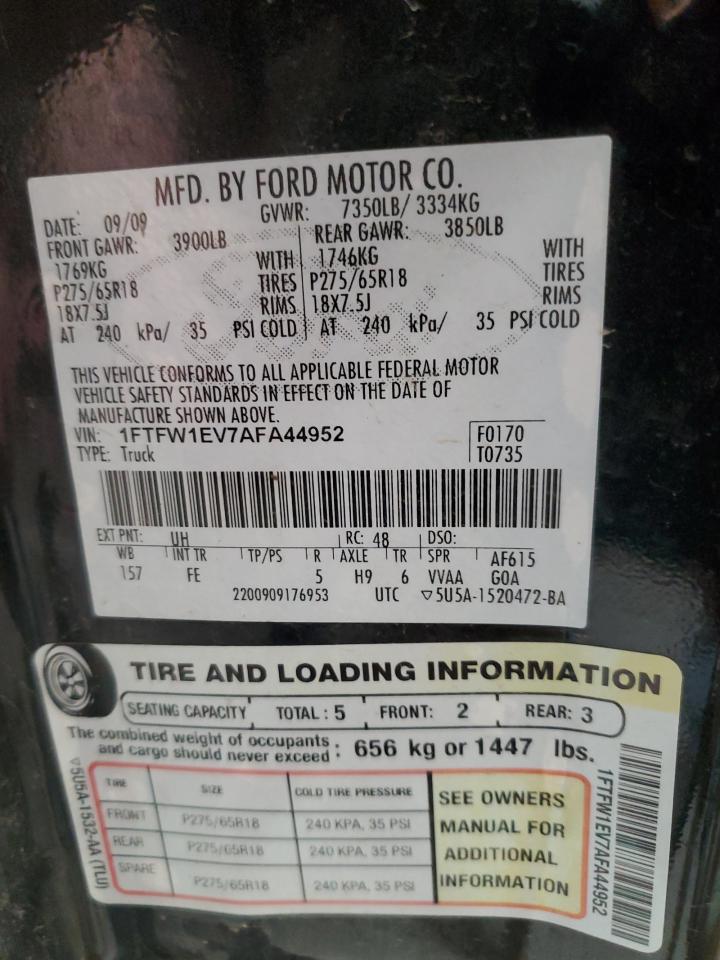 MFD. BY FORD MOTOR CO.
DATE: 09/09 GVWR: 7350LB/ 3334KG
FRONT GAWR: 3900LB REAR GAWR: 3850LB
1769KG WITH 1746KG WITH
P275/65R18 TIRES P275/65R18 TIRES
18X7.5J RIMS 18X7.5J RIMS
AT 240 kPa/ 35 PSI COLD AT 240 kPa/ 35 PSI COLD
THIS VEHICLE CONFORMS TO ALL APPLICABLE FEDERAL MOTOR
VEHICLE SAFETY STANDARDS IN EFFECT ON THE DATE OF
MANUFACTURE SHOWN ABOVE.
VIN: 1FTFW1EV7AFA44952 F0170
TYPE: Truck T0735
EXT PNT: UH RC: 48 DSO:
WB INT TR TP/PS R AXLE TR SPR AF615
157 FE 5 H9 6 VVAA GOA
2200909176953 UTC ▽5U5A-1520472-BA
TIRE AND LOADING INFORMATION
SEATING CAPACITY TOTAL : 5 FRONT: 2 REAR: 3
The combined weight of occupants
and cargo should never exceed : 656 kg or 1447 lbs.
TIRE SIZE COLD TIRE PRESSURE
FRONT P275/65R18 240 KPA, 35 PSI
REAR P275/65R18 240 KPA, 35 PSI
SPARE P275/65R18 240 KPA, 35 PSI
SEE OWNERS
MANUAL FOR
ADDITIONAL
INFORMATION
▽5U5A-1532-AA (TLU)
1FTFW1EV7AFA44952